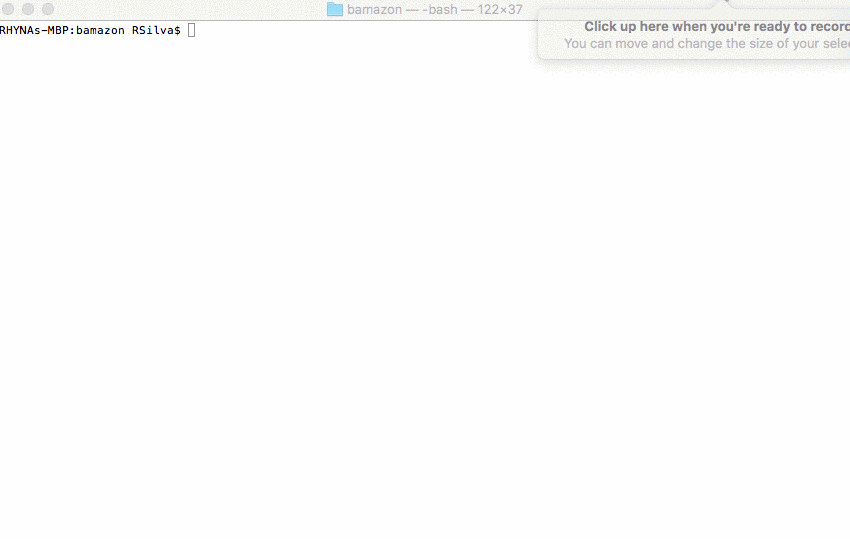 bamazon — -bash — 122×37
Click up here when you're ready to record
You can move and change the size of your
RHYNAs-MBP:bamazon RSilva$